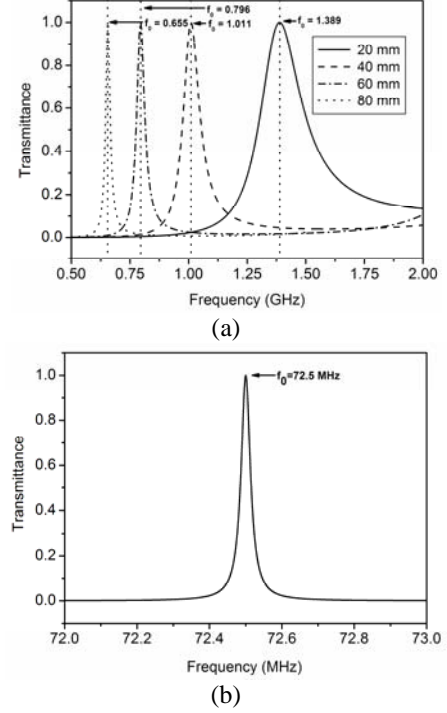 f₀ = 0.796
f₀ = 0.655
f₀ = 1.011
f₀ = 1.389
20 mm
40 mm
60 mm
80 mm
Transmittance
1.0
0.8
0.6
0.4
0.2
0.0
0.50 0.75 1.00 1.25 1.50 1.75 2.00
Frequency (GHz)
(a)
f₀=72.5 MHz
Transmittance
1.0
0.8
0.6
0.4
0.2
0.0
72.0 72.2 72.4 72.6 72.8 73.0
Frequency (MHz)
(b)